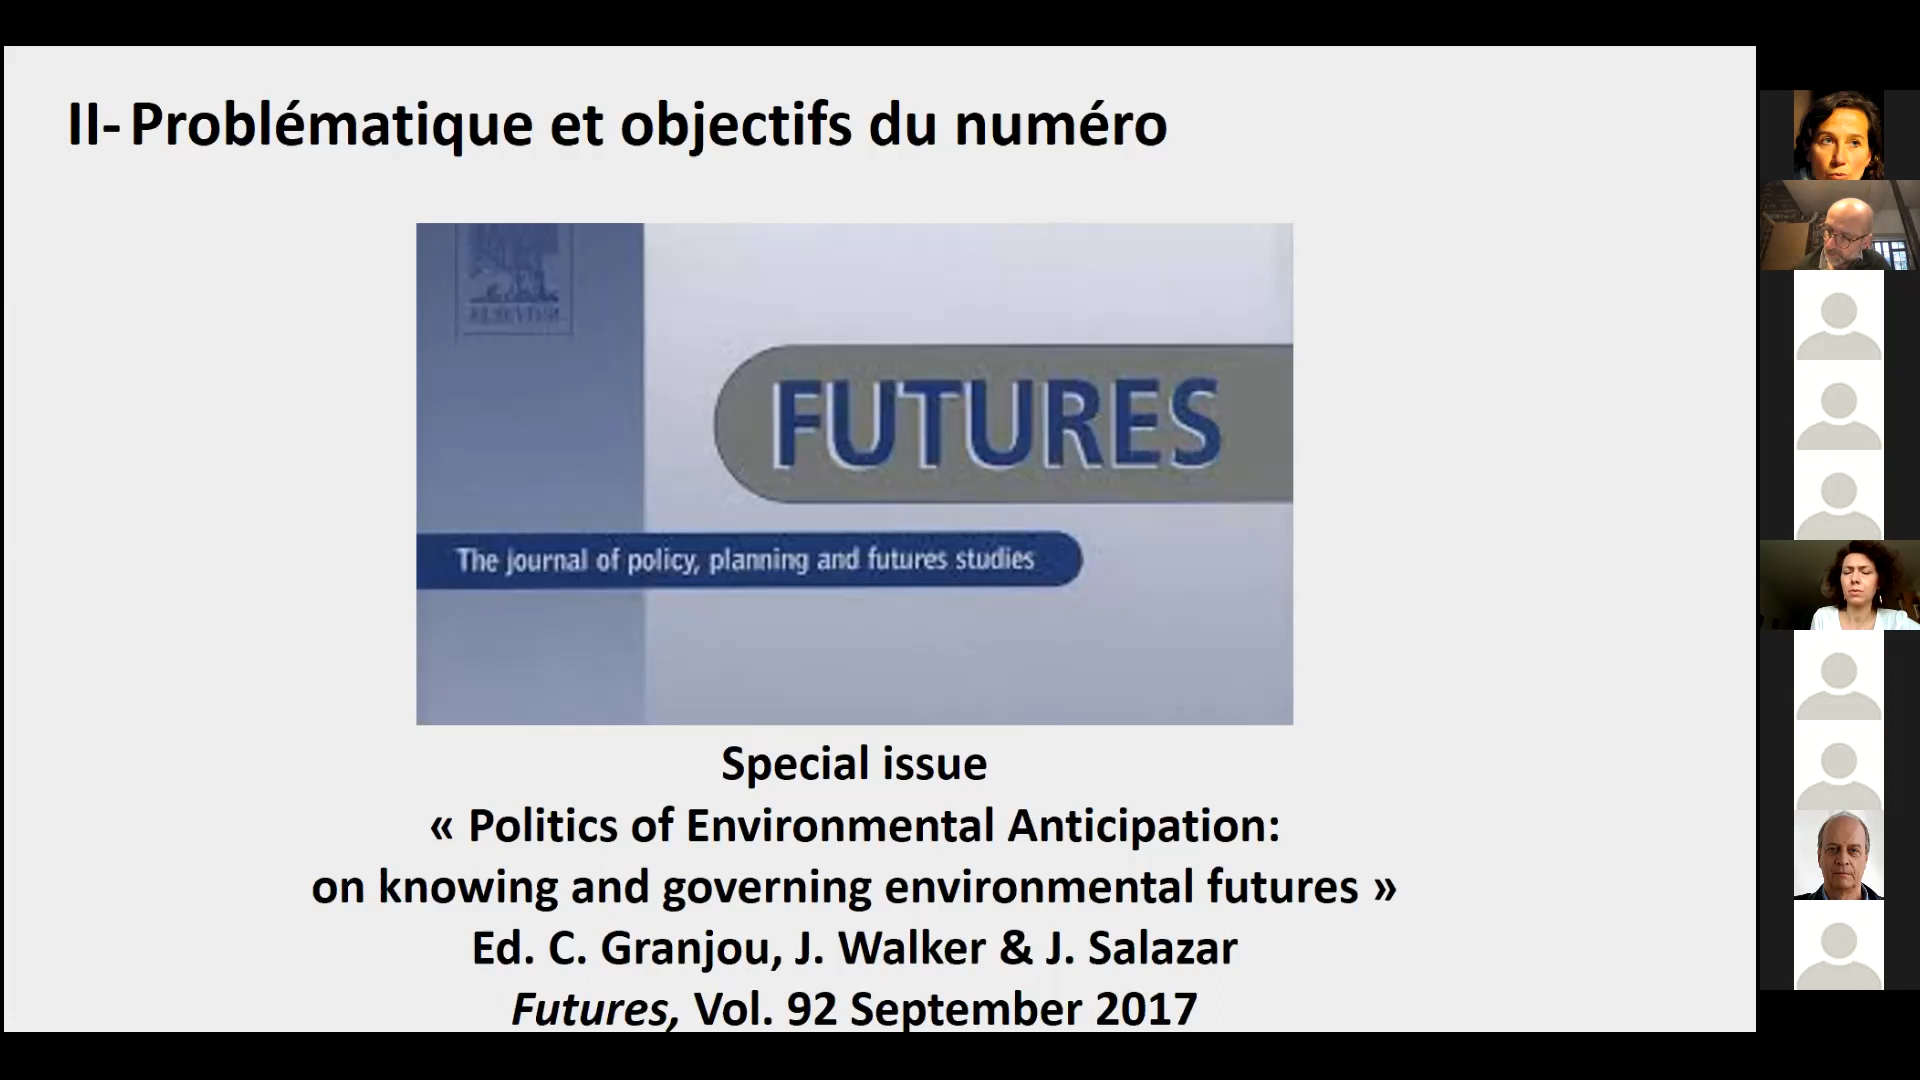 II- Problématique et objectifs du numéro
ELSEVIER
FUTURES
The journal of policy, planning and futures studies
Special issue
« Politics of Environmental Anticipation:
on knowing and governing environmental futures »
Ed. C. Granjou, J. Walker & J. Salazar
Futures, Vol. 92 September 2017